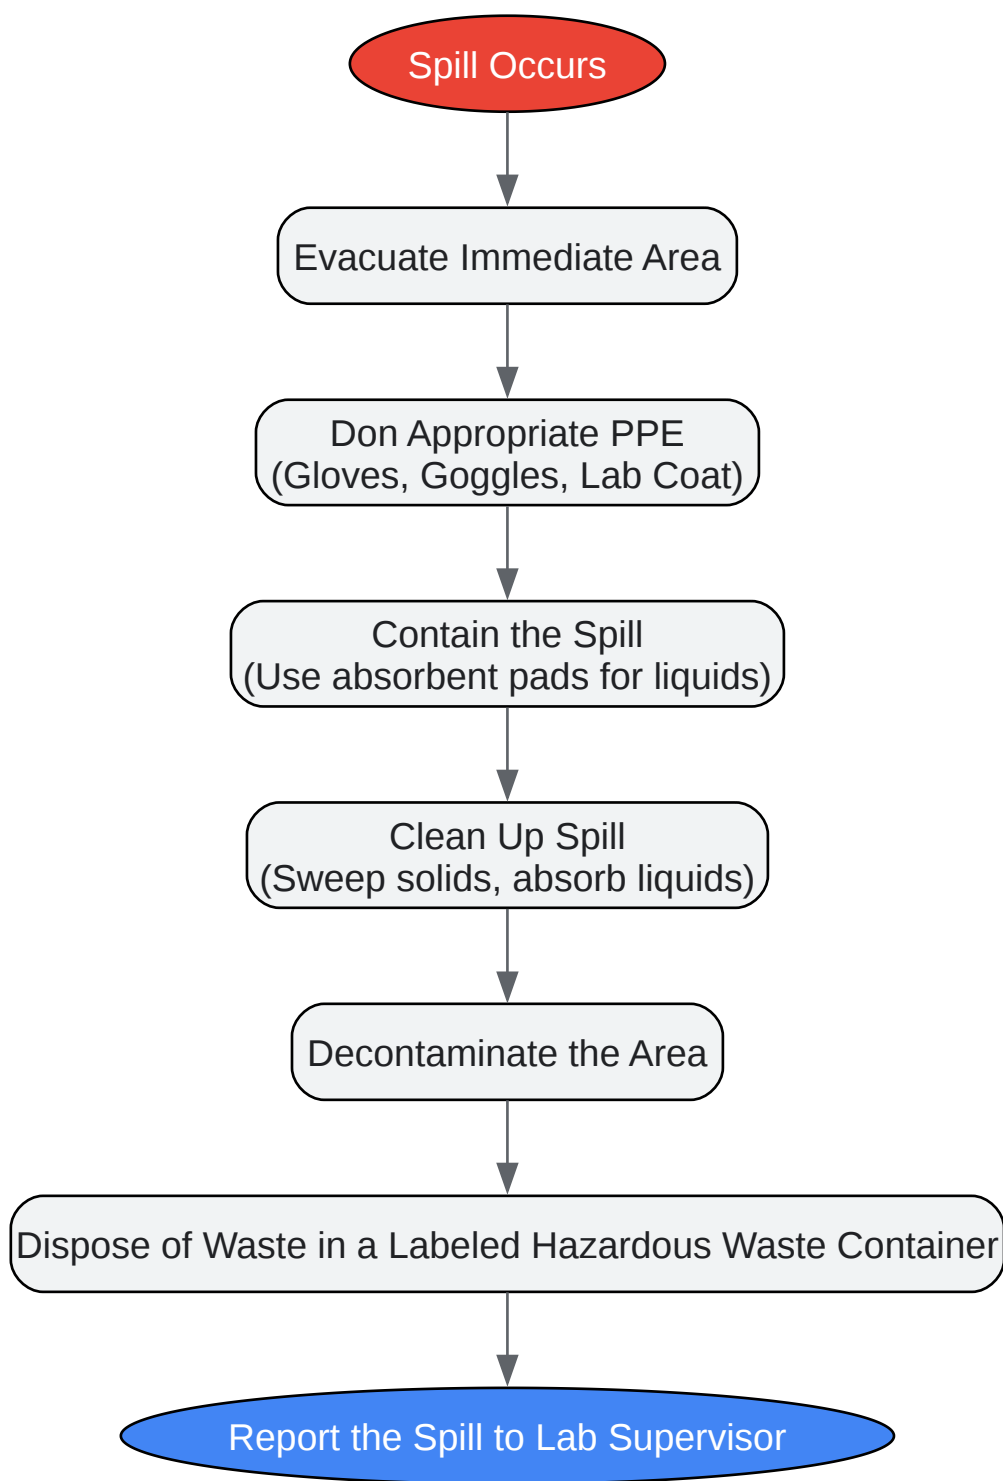 Spill Occurs
Evacuate Immediate Area
Don Appropriate PPE
(Gloves, Goggles, Lab Coat)
Contain the Spill
(Use absorbent pads for liquids)
Clean Up Spill
(Sweep solids, absorb liquids)
Decontaminate the Area
Dispose of Waste in a Labeled Hazardous Waste Container
Report the Spill to Lab Supervisor